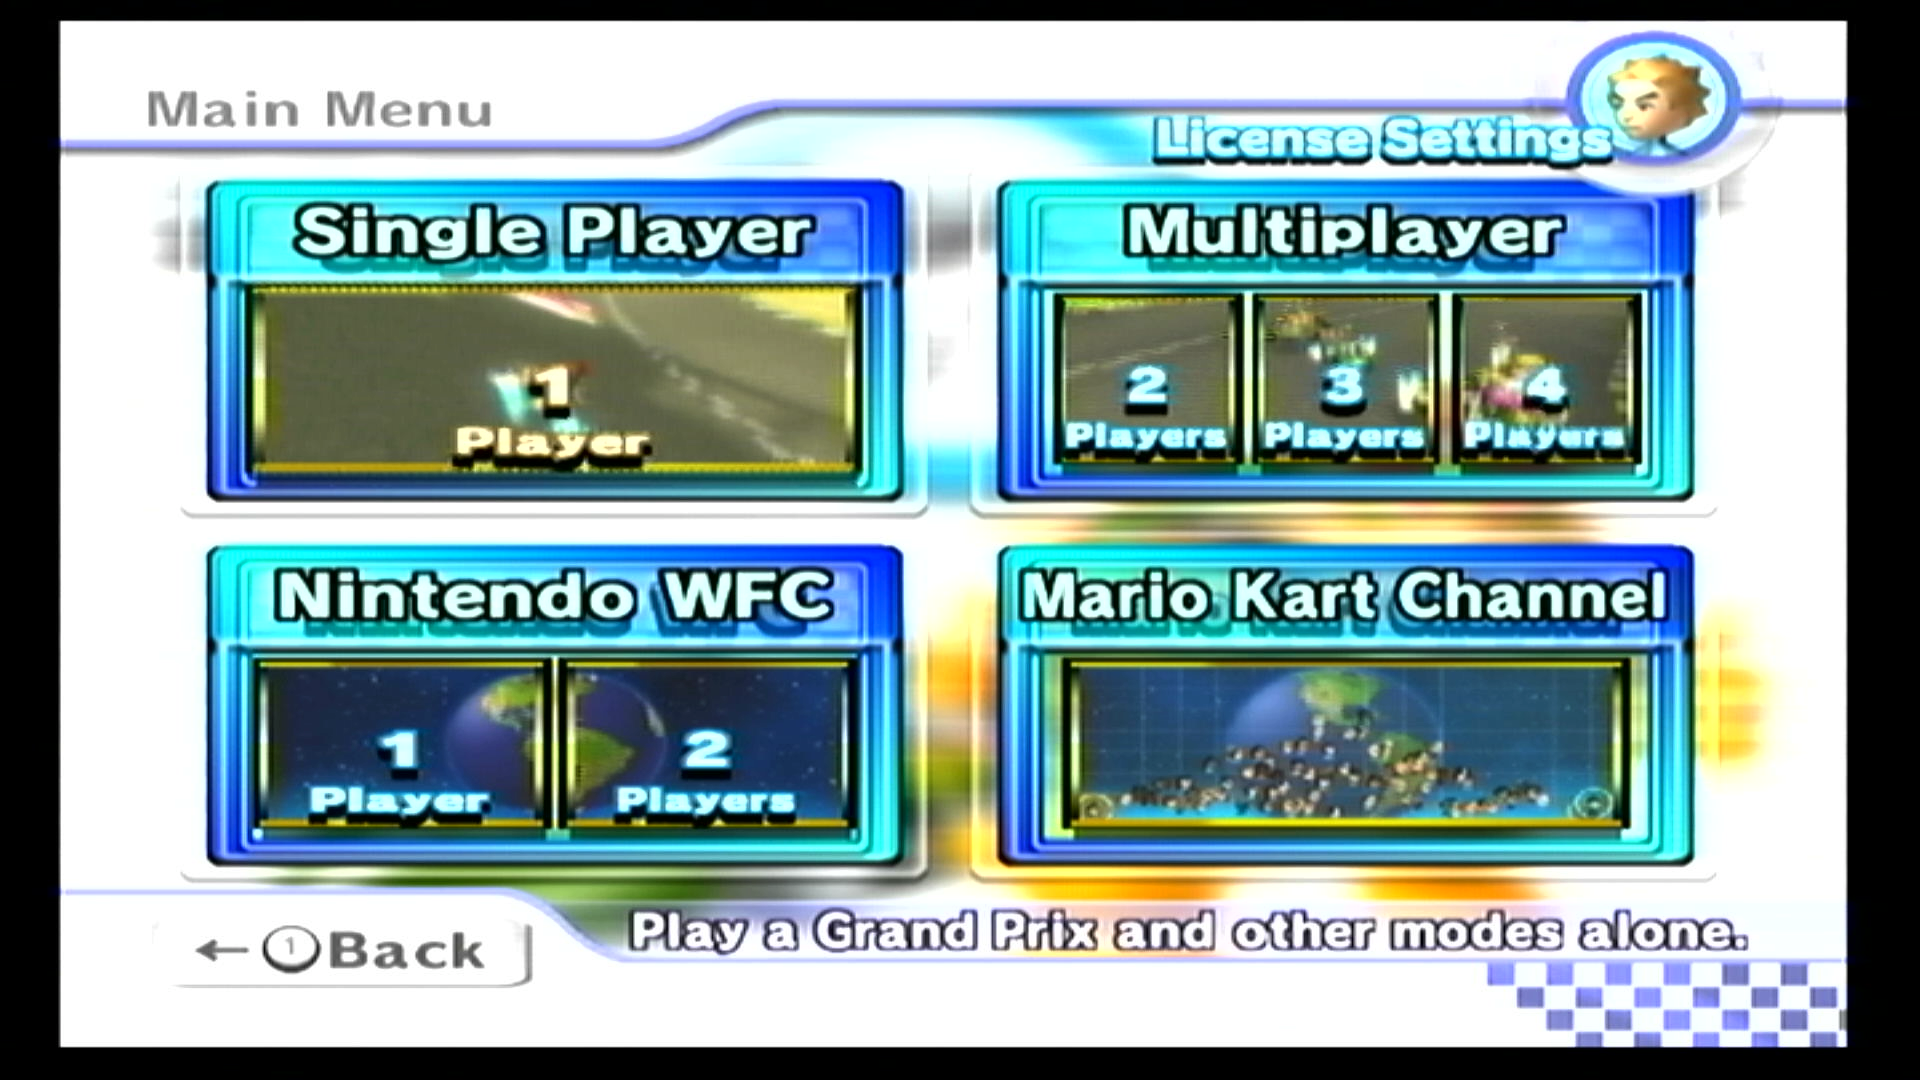 Main Menu
License Settings
Single Player
1
Player
Multiplayer
2
Players
3
Players
4
Players
Nintendo WFC
1
Player
2
Players
Mario Kart Channel
← 1 Back
Play a Grand Prix and other modes alone.